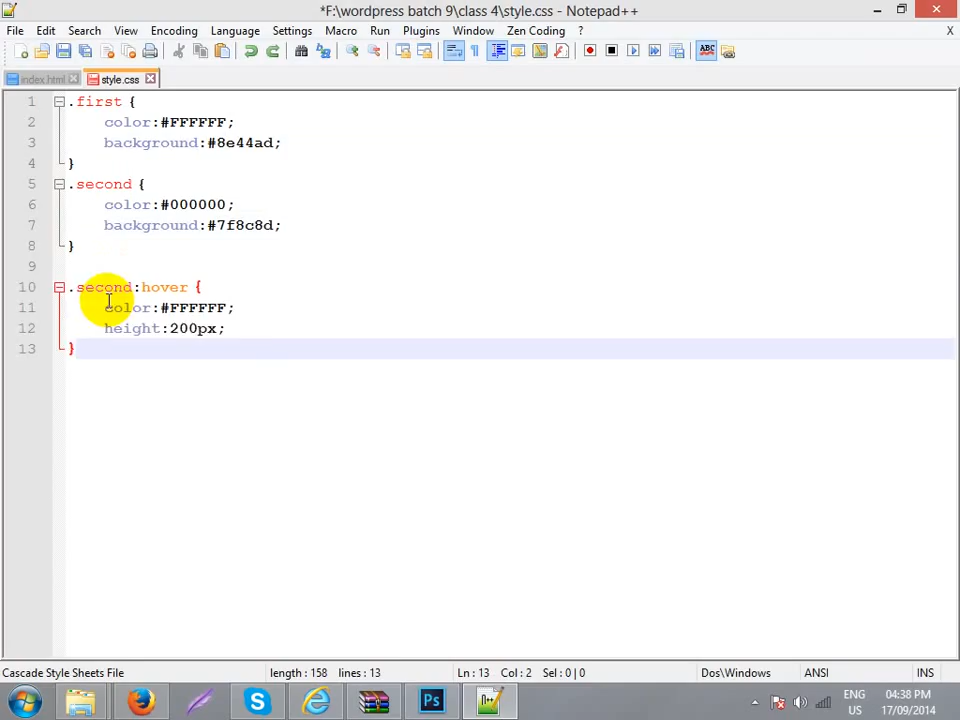 *F:\wordpress batch 9\class 4\style.css - Notepad++
File Edit Search View Encoding Language Settings Macro Run Plugins Window Zen Coding ? X
index.html style.css
1 .first {
2 color:#FFFFFF;
3 background:#8e44ad;
4 }
5 .second {
6 color:#000000;
7 background:#7f8c8d;
8 }
9
10 .second:hover {
11 color:#FFFFFF;
12 height:200px;
13 }
Cascade Style Sheets File length : 158 lines : 13 Ln : 13 Col : 2 Sel : 0 | 0 Dos\Windows ANSI INS
ENG 04:38 PM
US 17/09/2014